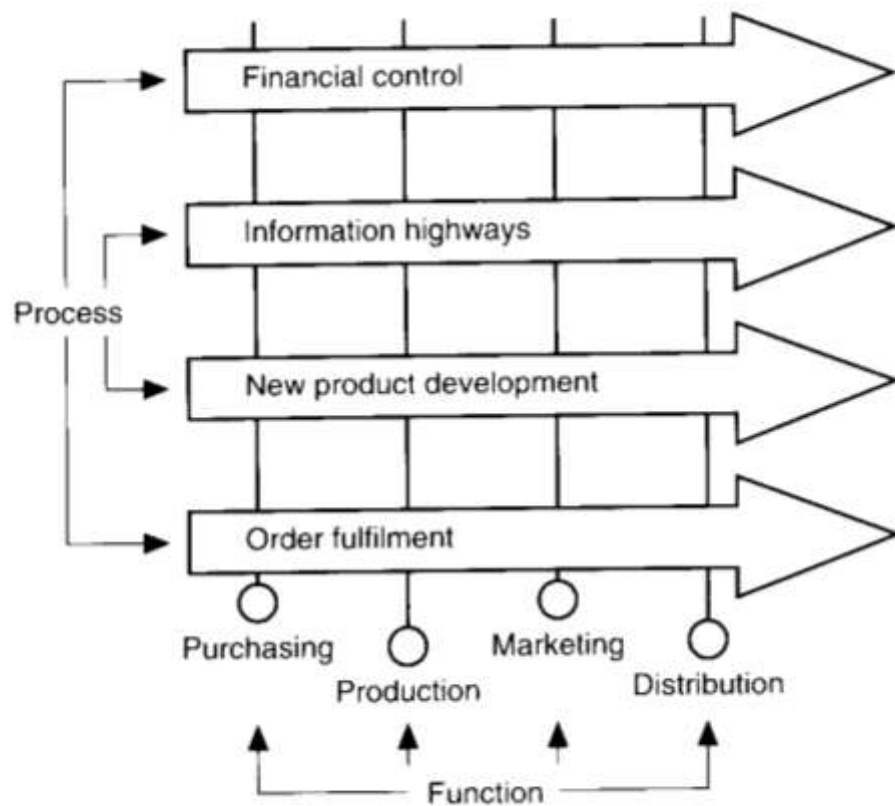 Financial control
Information highways
Process
New product development
Order fulfilment
Purchasing
Marketing
Production
Distribution
Function